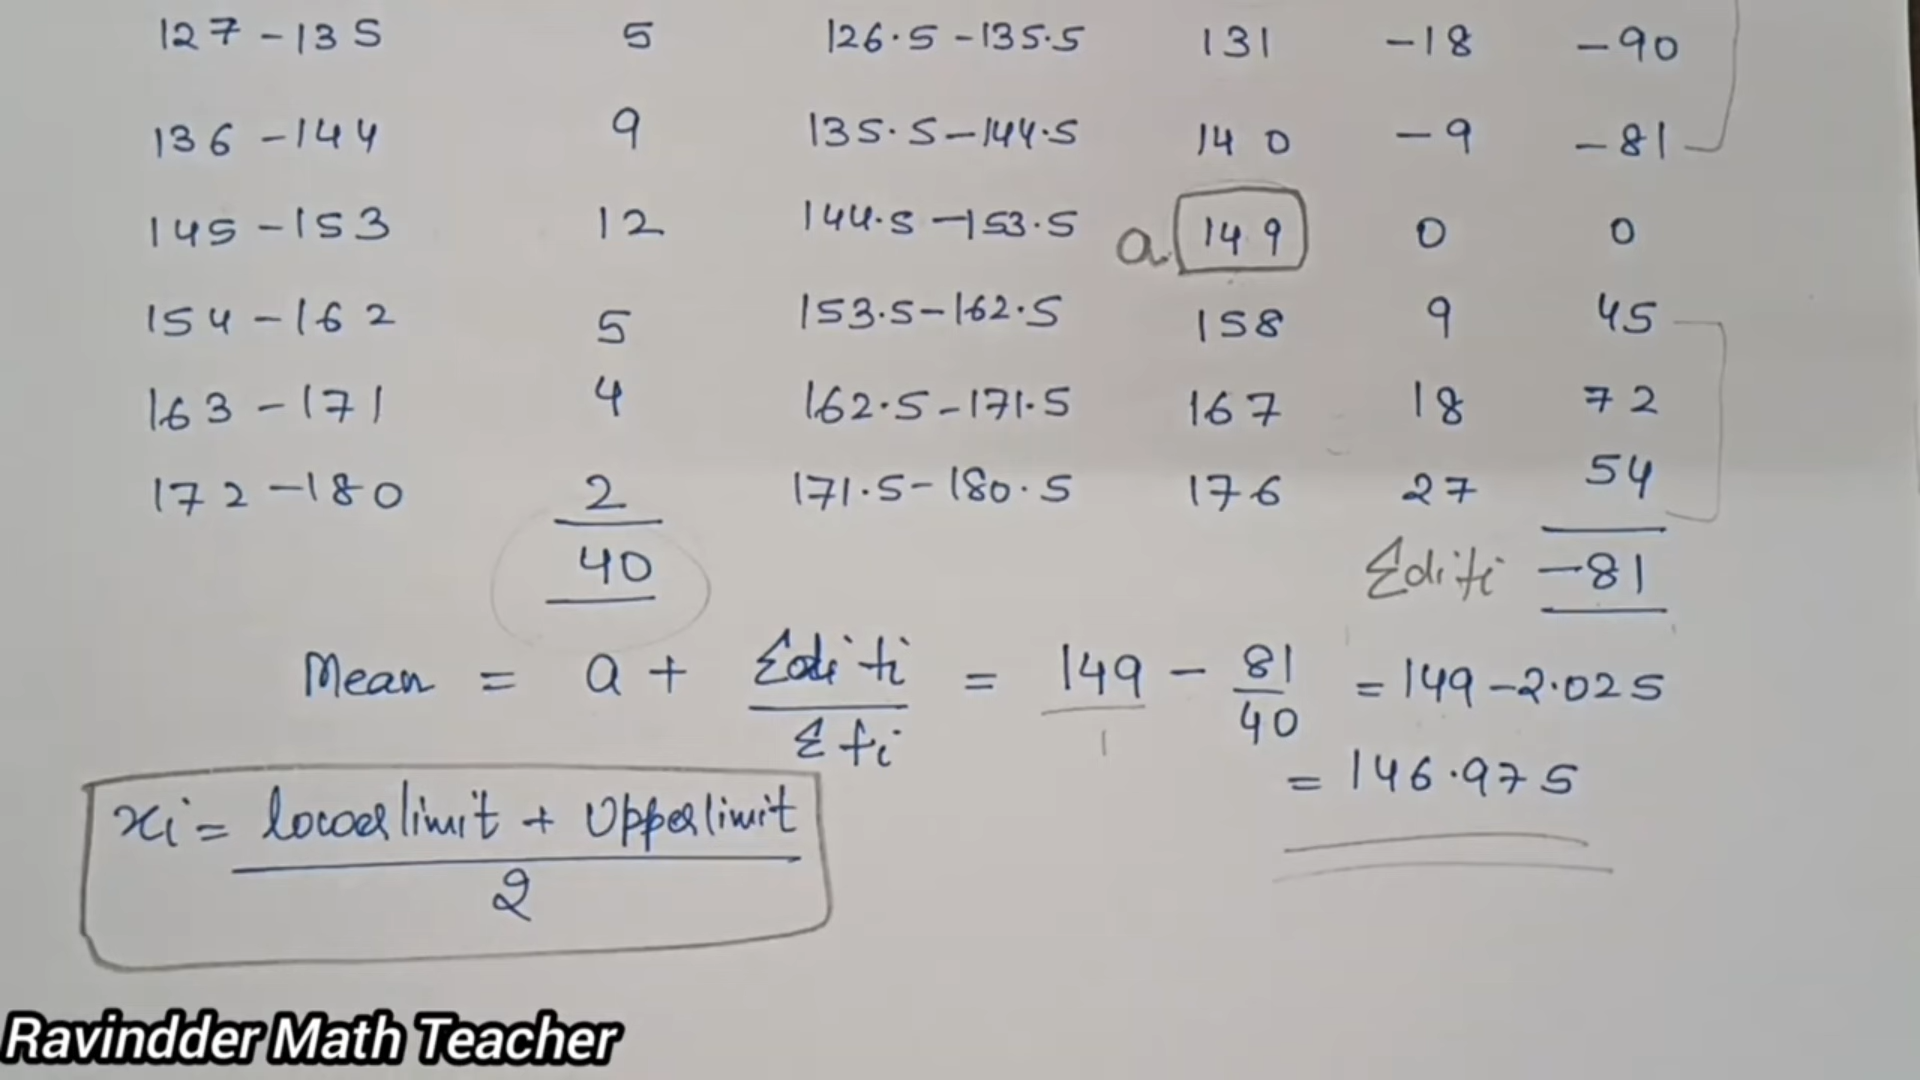 127 - 135 5 126.5 - 135.5 131 -18 -90
136 - 144 9 135.5 - 144.5 140 -9 -81
145 - 153 12 144.5 - 153.5 a 149 0 0
154 - 162 5 153.5 - 162.5 158 9 45
163 - 171 4 162.5 - 171.5 167 18 72
172 - 180 2 171.5 - 180.5 176 27 54
40 Σdifi -81
Mean = a + Σdifi / Σfi = 149 - 81/40 = 149 - 2.025
= 146.975
xi = lower limit + Upper limit / 2
Ravindder Math Teacher